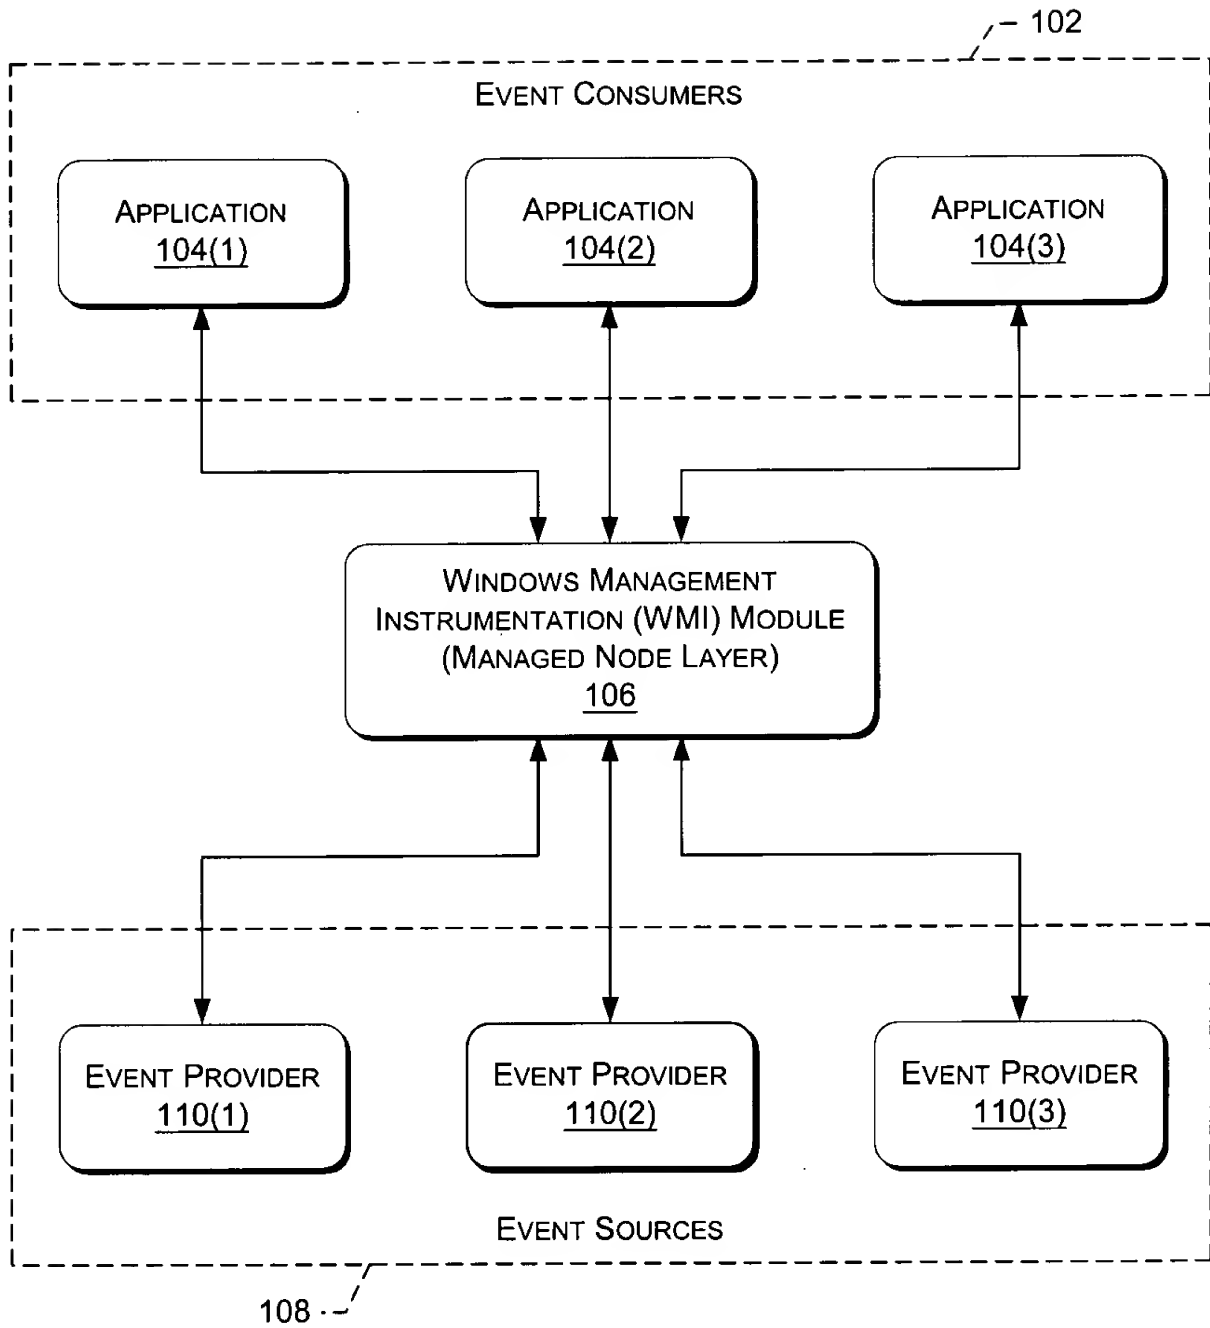 102
EVENT CONSUMERS
APPLICATION
104(1)
APPLICATION
104(2)
APPLICATION
104(3)
WINDOWS MANAGEMENT
INSTRUMENTATION (WMI) MODULE
(MANAGED NODE LAYER)
106
EVENT PROVIDER
110(1)
EVENT PROVIDER
110(2)
EVENT PROVIDER
110(3)
EVENT SOURCES
108